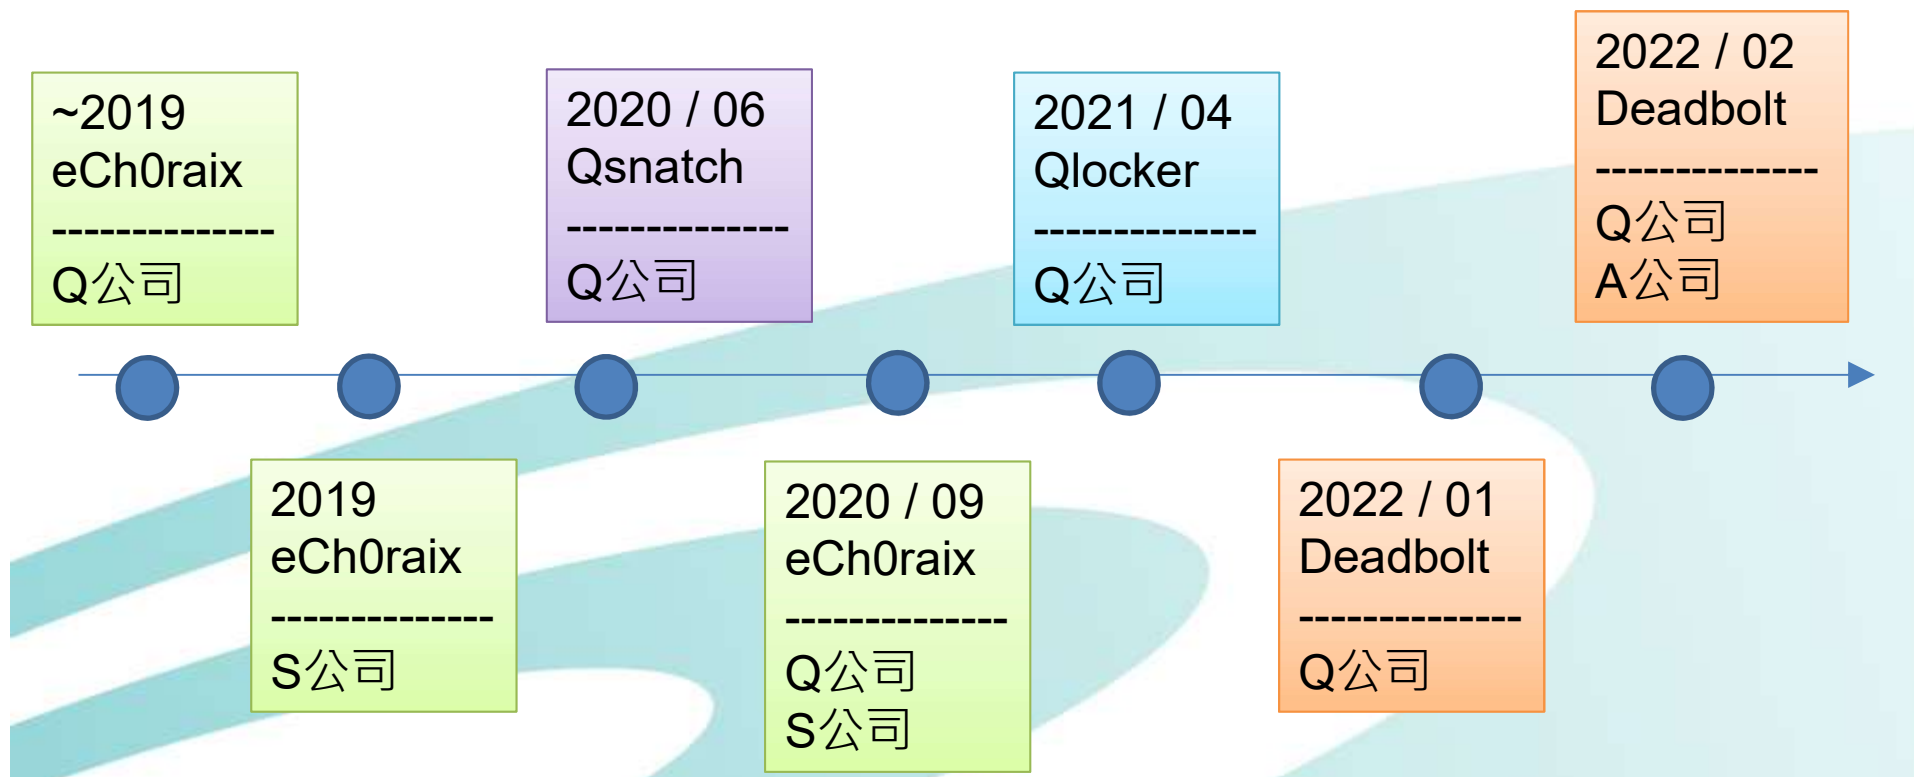 ~2019
eCh0raix
--------------
Q公司
2019
eCh0raix
--------------
S公司
2020 / 06
Qsnatch
--------------
Q公司
2020 / 09
eCh0raix
--------------
Q公司
S公司
2021 / 04
Qlocker
--------------
Q公司
2022 / 01
Deadbolt
--------------
Q公司
2022 / 02
Deadbolt
--------------
Q公司
A公司